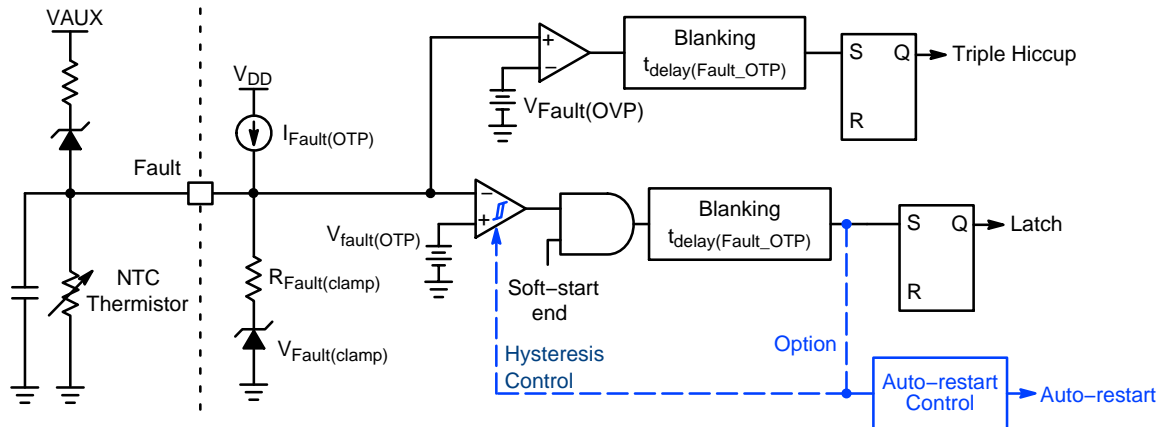 VAUX
VDD
IFault(OTP)
Fault
NTC
Thermistor
RFault(clamp)
VFault(clamp)
+
−
VFault(OVP)
Blanking
tdelay(Fault_OTP)
S
Q
R
Triple Hiccup
−
+
Vfault(OTP)
Soft−start
end
Blanking
tdelay(Fault_OTP)
S
Q
R
Latch
Hysteresis
Control
Option
Auto−restart
Control
Auto−restart